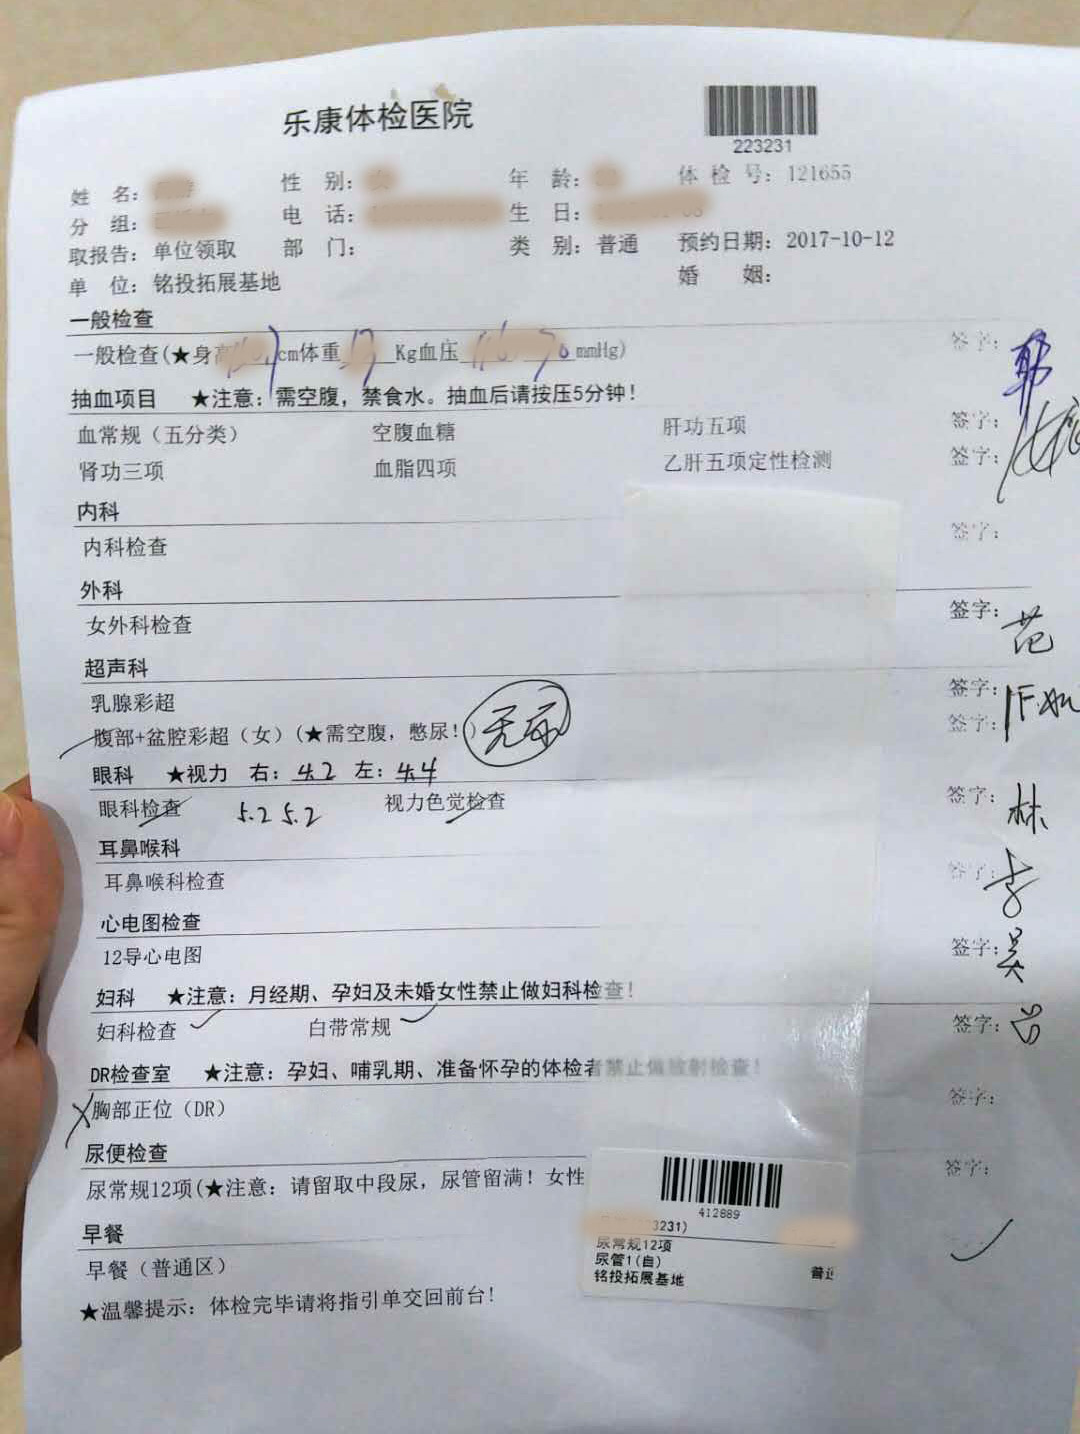 乐康体检医院
223231
姓 名: 性 别: 年 龄: 体 检 号: 121655
分 组: 电 话: 生 日:
取报告: 单位领取 部 门: 类 别: 普通 预约日期: 2017-10-12
单 位: 铭投拓展基地 婚 姻:
一般检查
一般检查(★身高 cm体重 Kg血压 mmHg) 签字:
抽血项目 ★注意: 需空腹, 禁食水。抽血后请按压5分钟!
血常规(五分类) 空腹血糖 肝功五项 签字:
肾功三项 血脂四项 乙肝五项定性检测 签字:
内科
内科检查 签字:
外科
女外科检查 签字: 范
超声科
乳腺彩超 签字:
腹部+盆腔彩超(女)(★需空腹, 憋尿!) 无尿 签字:
眼科 ★视力 右: 4.2 左: 4.4
眼科检查 5.2 5.2 视力色觉检查 签字: 林
耳鼻喉科
耳鼻喉科检查 签字: 李
心电图检查
12导心电图 签字: 吴
妇科 ★注意: 月经期、孕妇及未婚女性禁止做妇科检查!
妇科检查 ✓ 白带常规 ✓ 签字:
DR检查室 ★注意: 孕妇、哺乳期、准备怀孕的体检者禁止做放射检查!
胸部正位(DR) 签字:
尿便检查
尿常规12项(★注意: 请留取中段尿, 尿管留满! 女性 签字:
412889
3231)
尿常规12项
尿管1(自)
铭投拓展基地 普通
早餐
早餐(普通区) ✓
★温馨提示: 体检完毕请将指引单交回前台!